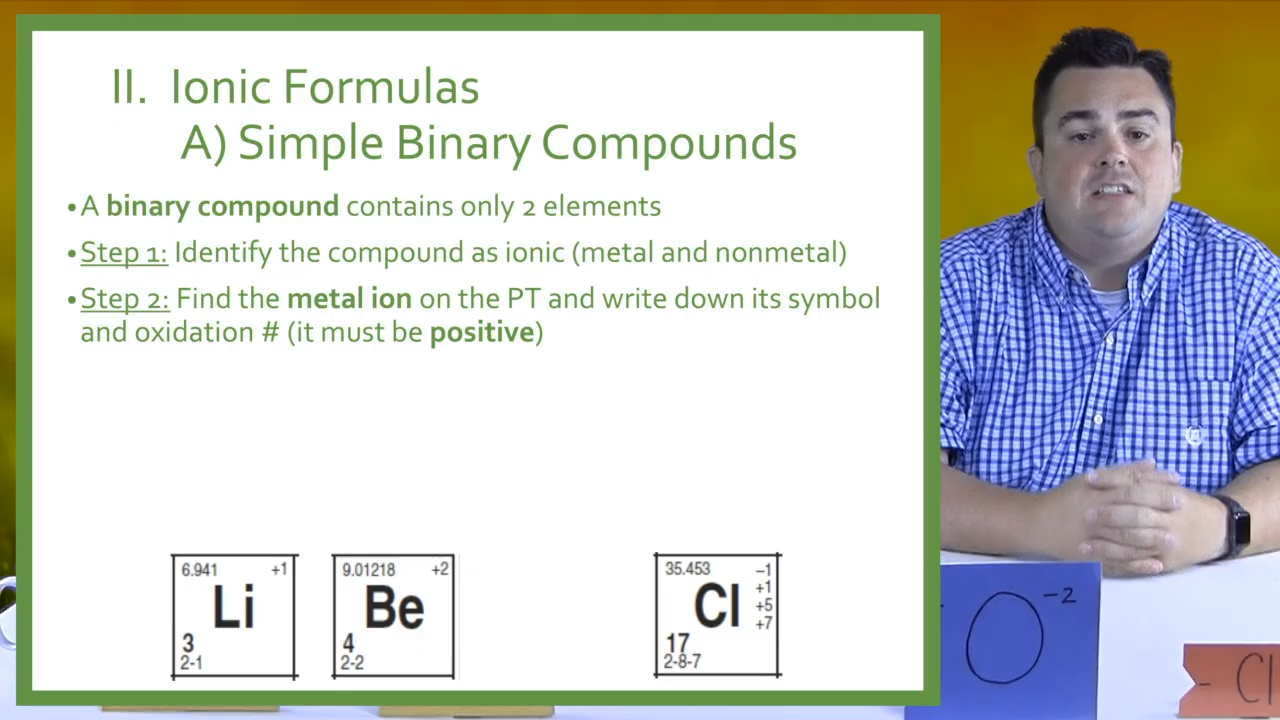 II. Ionic Formulas
A) Simple Binary Compounds
• A binary compound contains only 2 elements
• Step 1: Identify the compound as ionic (metal and nonmetal)
• Step 2: Find the metal ion on the PT and write down its symbol
and oxidation # (it must be positive)
6.941 +1
Li
3
2-1
9.01218 +2
Be
4
2-2
35.453 –1
+1
Cl +5
+7
17
2-8-7
O -2
- Cl